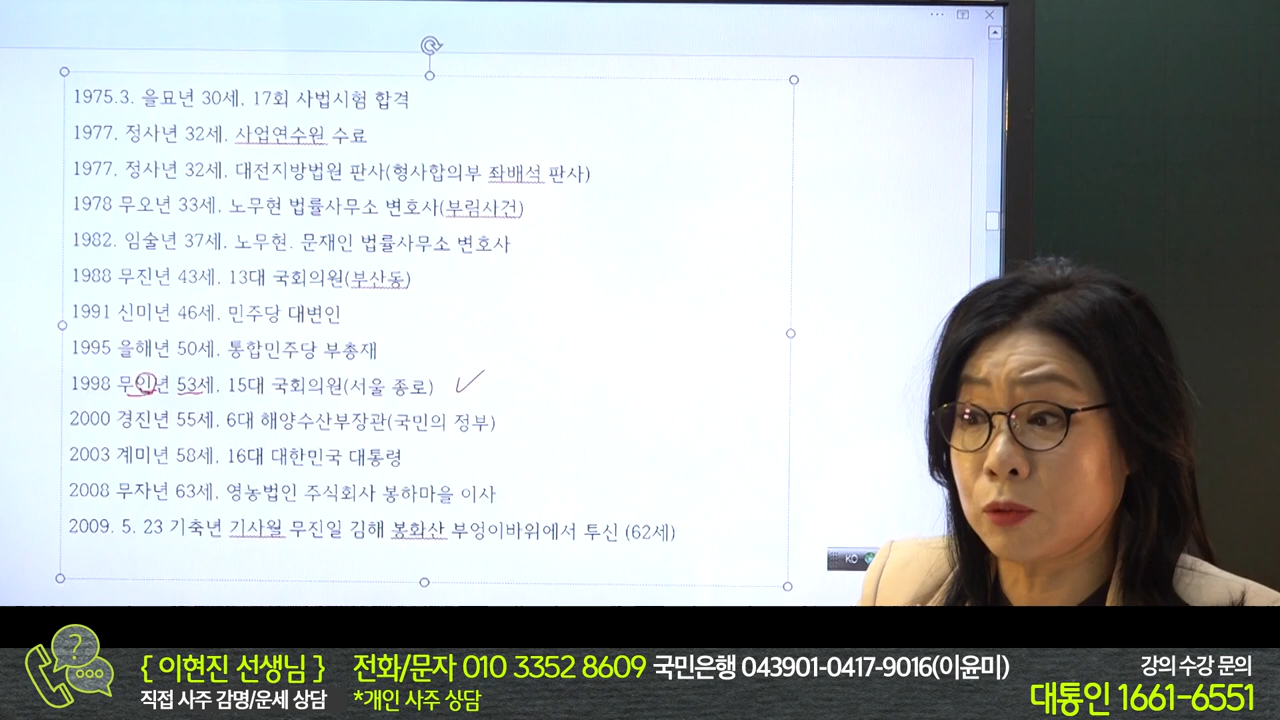 1975.3. 을묘년 30세. 17회 사법시험 합격
1977. 정사년 32세. 사업연수원 수료
1977. 정사년 32세. 대전지방법원 판사(형사합의부 좌배석 판사)
1978 무오년 33세. 노무현 법률사무소 변호사(부림사건)
1982. 임술년 37세. 노무현. 문재인 법률사무소 변호사
1988 무진년 43세. 13대 국회의원(부산동)
1991 신미년 46세. 민주당 대변인
1995 을해년 50세. 통합민주당 부총재
1998 무인년 53세. 15대 국회의원(서울 종로)
2000 경진년 55세. 6대 해양수산부장관(국민의 정부)
2003 계미년 58세. 16대 대한민국 대통령
2008 무자년 63세. 영농법인 주식회사 봉하마을 이사
2009. 5. 23 기축년 기사월 무진일 김해 봉화산 부엉이바위에서 투신 (62세)
KO
{ 이현진 선생님 } 전화/문자 010 3352 8609 국민은행 043901-0417-9016(이윤미) 강의 수강 문의
직접 사주 감명/운세 상담 *개인 사주 상담 대통인 1661-6551